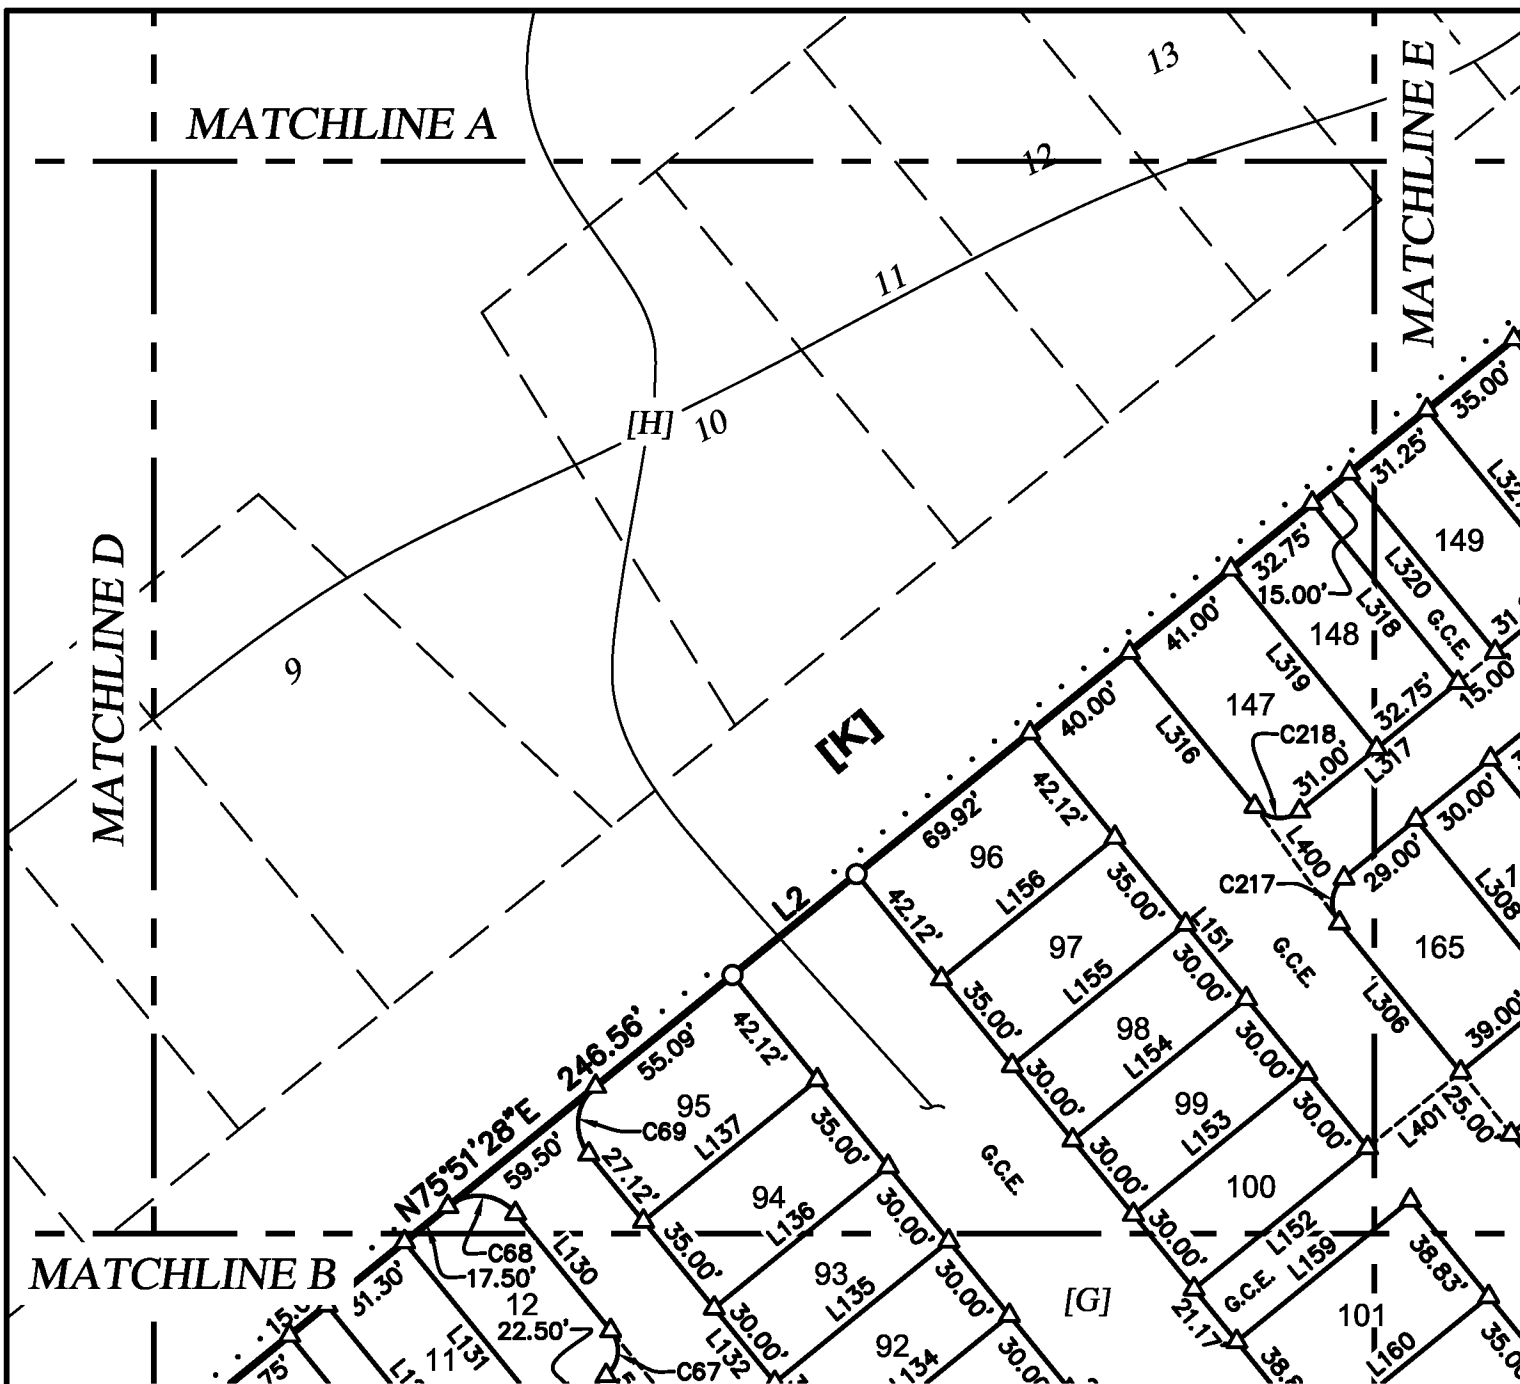 13
MATCHLINE A
12
MATCHLINE E
11
[H]
10
35.00'
31.25'
149
32.75'
15.00'
L320
L318
148
G.C.E.
41.00'
L319
15.00'
9
MATCHLINE D
[K]
40.00'
147
32.75'
L316
C218
L317
31.00'
42.12'
69.92'
96
30.00'
L400
29.00'
C217
L156
35.00'
L308
42.12'
L2
97
L151
G.C.E.
165
L155
30.00'
35.00'
L306
39.00'
98
L154
246.56'
55.09'
42.12'
30.00'
30.00'
99
L153
30.00'
25.00'
L401
95
C69
L137
35.00'
N75°51'28"E
59.50'
27.12'
G.C.E.
30.00'
100
94
L136
30.00'
35.00'
30.00'
L152
L159
38.83'
MATCHLINE B
C68
17.50'
L130
31.30'
93
L135
30.00'
[G]
G.C.E.
12
22.50'
101
21.17'
L160
L131
11
30.00'
L132
92
L134
C67